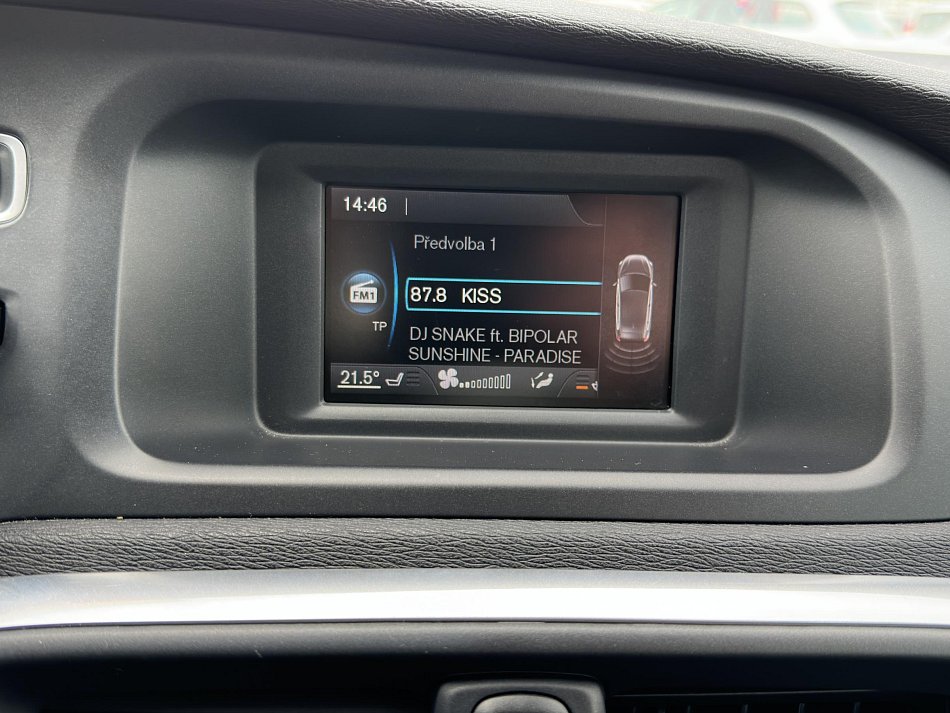 14:46
Předvolba 1
FM1
87.8 KISS
TP
DJ SNAKE ft. BIPOLAR
SUNSHINE - PARADISE
21.5°